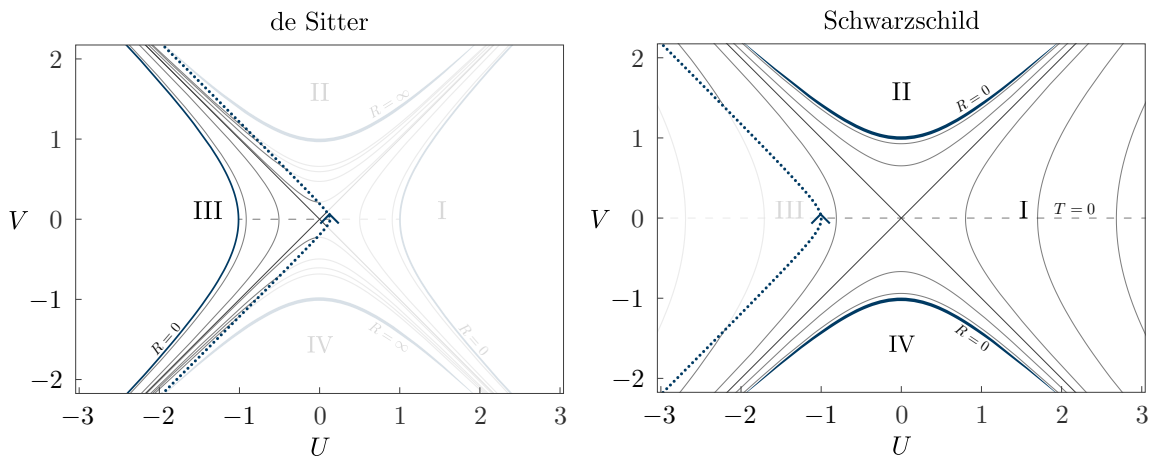 de Sitter
Schwarzschild
2
1
0
−1
−2
V
−3
−2
−1
0
1
2
3
U
II
R = ∞
III
I
IV
R = ∞
R = 0
R = 0
2
1
0
−1
−2
V
−3
−2
−1
0
1
2
3
U
II
R = 0
III
I
T = 0
IV
R = 0